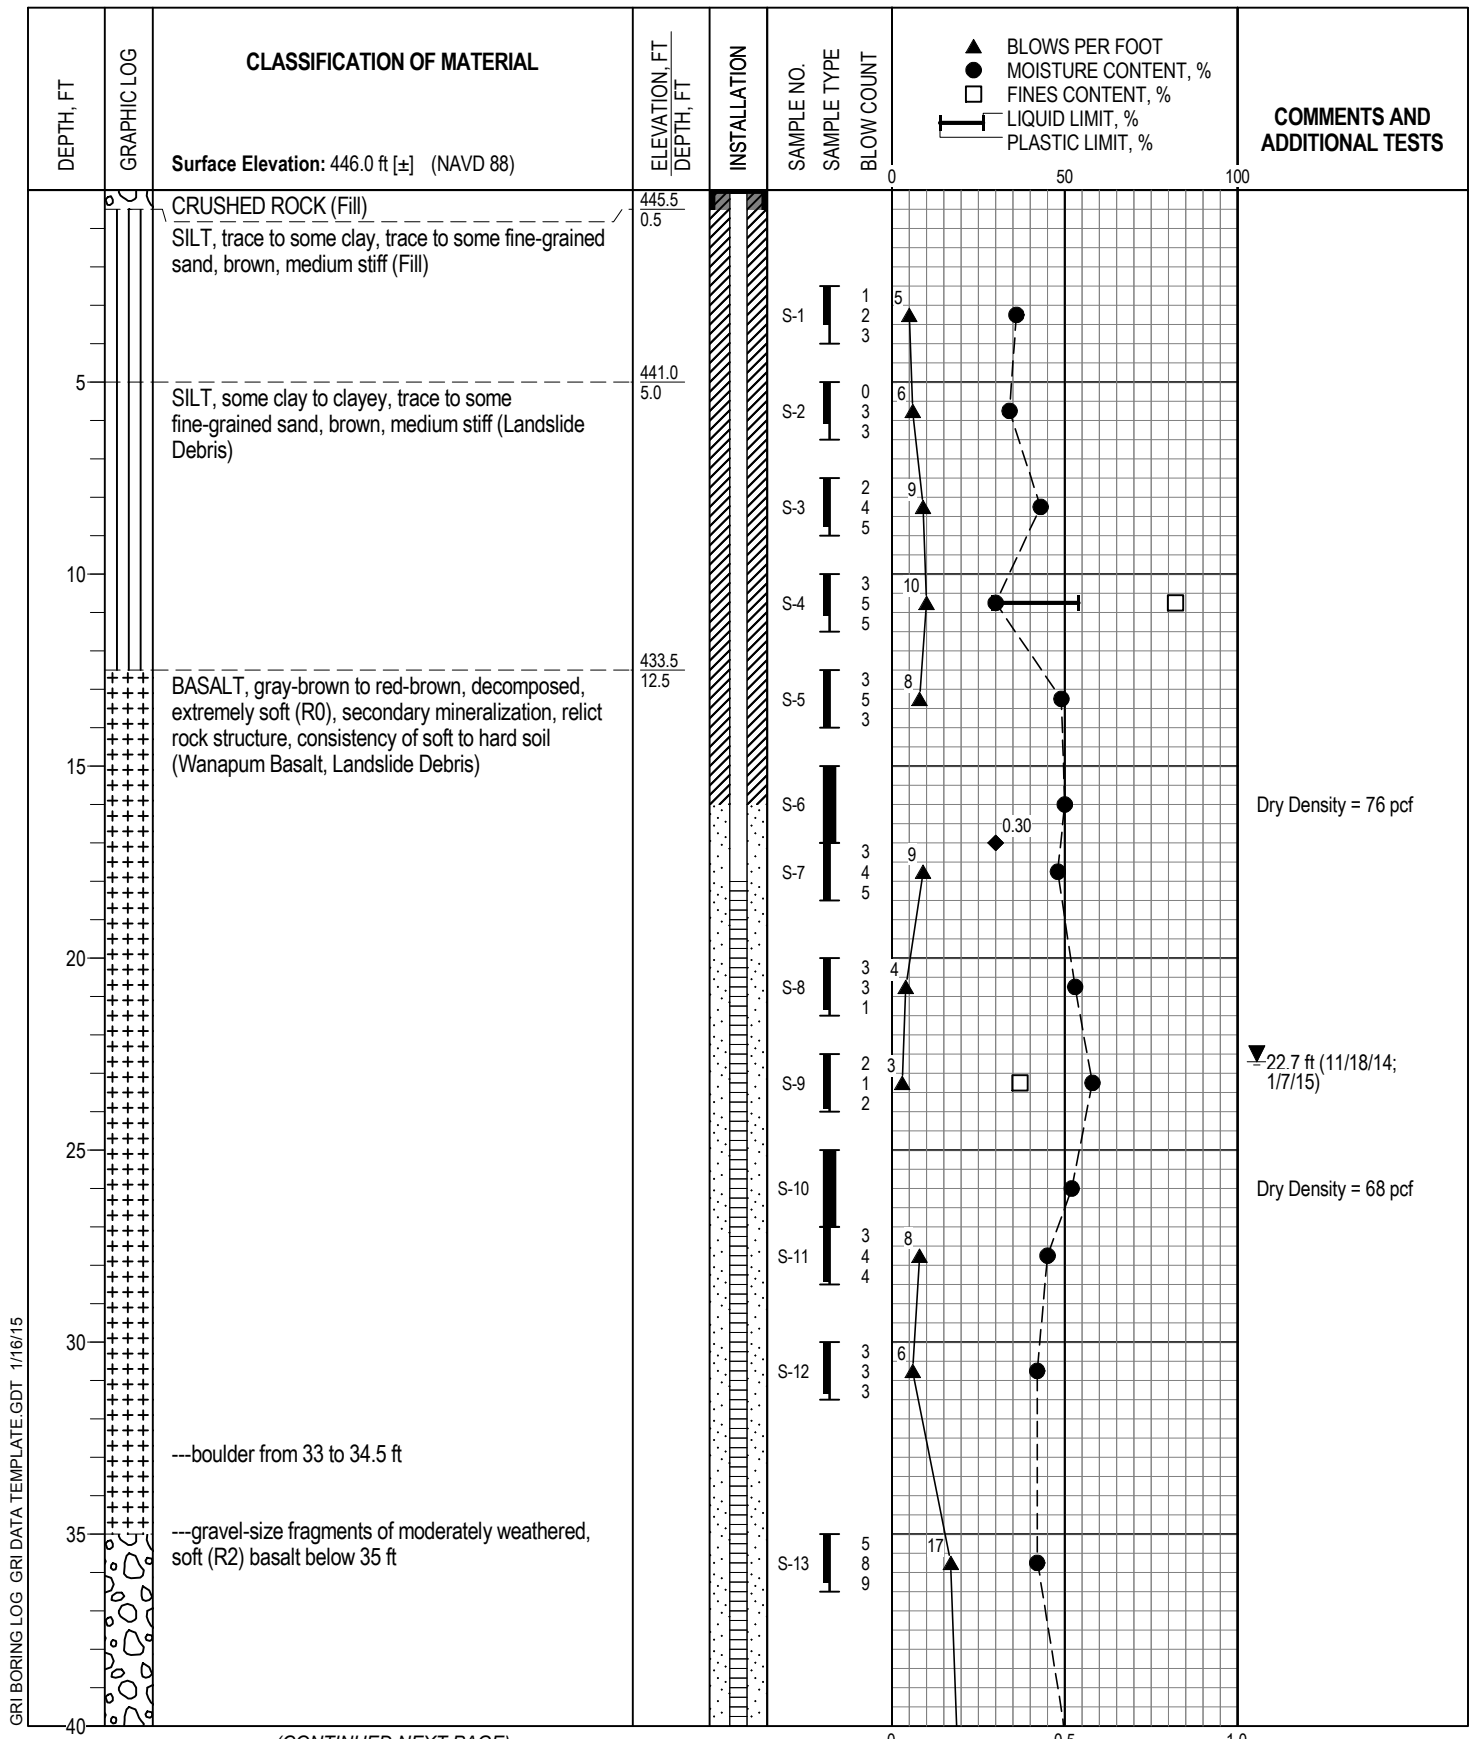 DEPTH, FT
GRAPHIC LOG
CLASSIFICATION OF MATERIAL
Surface Elevation: 446.0 ft [±] (NAVD 88)
ELEVATION, FT
DEPTH, FT
INSTALLATION
SAMPLE NO.
SAMPLE TYPE
BLOW COUNT
BLOWS PER FOOT
MOISTURE CONTENT, %
FINES CONTENT, %
LIQUID LIMIT, %
PLASTIC LIMIT, %
0 50 100
COMMENTS AND
ADDITIONAL TESTS
CRUSHED ROCK (Fill)
445.5
0.5
SILT, trace to some clay, trace to some fine-grained
sand, brown, medium stiff (Fill)
S-1
1
2
3
5
5
441.0
5.0
SILT, some clay to clayey, trace to some
fine-grained sand, brown, medium stiff (Landslide
Debris)
S-2
0
3
3
6
S-3
2
4
5
9
10
S-4
3
5
5
10
433.5
12.5
BASALT, gray-brown to red-brown, decomposed,
extremely soft (R0), secondary mineralization, relict
rock structure, consistency of soft to hard soil
(Wanapum Basalt, Landslide Debris)
S-5
3
5
3
8
15
S-6
Dry Density = 76 pcf
0.30
S-7
3
4
5
9
20
S-8
3
3
1
4
S-9
2
1
2
3
22.7 ft (11/18/14;
1/7/15)
25
S-10
Dry Density = 68 pcf
S-11
3
4
4
8
30
S-12
3
3
3
6
---boulder from 33 to 34.5 ft
35
---gravel-size fragments of moderately weathered,
soft (R2) basalt below 35 ft
S-13
5
8
9
17
40
(CONTINUED NEXT PAGE)
0 0.5 1.0
GRI BORING LOG GRI DATA TEMPLATE.GDT 1/16/15